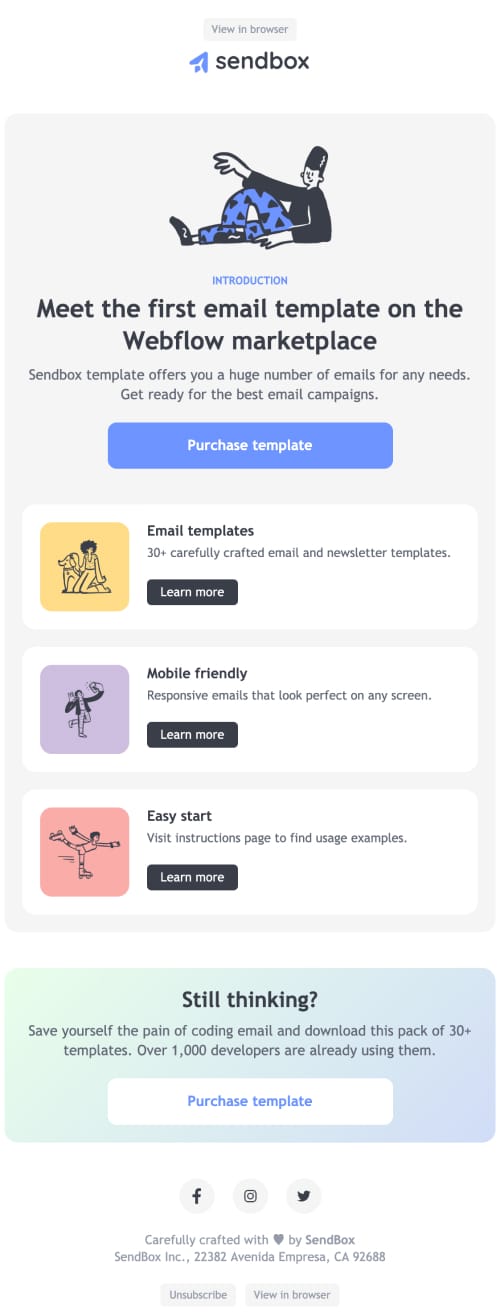 View in browser
sendbox
INTRODUCTION
Meet the first email template on the
Webflow marketplace
Sendbox template offers you a huge number of emails for any needs.
Get ready for the best email campaigns.
Purchase template
Email templates
30+ carefully crafted email and newsletter templates.
Learn more
Mobile friendly
Responsive emails that look perfect on any screen.
Learn more
Easy start
Visit instructions page to find usage examples.
Learn more
Still thinking?
Save yourself the pain of coding email and download this pack of 30+
templates. Over 1,000 developers are already using them.
Purchase template
Carefully crafted with ♥ by SendBox
SendBox Inc., 22382 Avenida Empresa, CA 92688
Unsubscribe View in browser